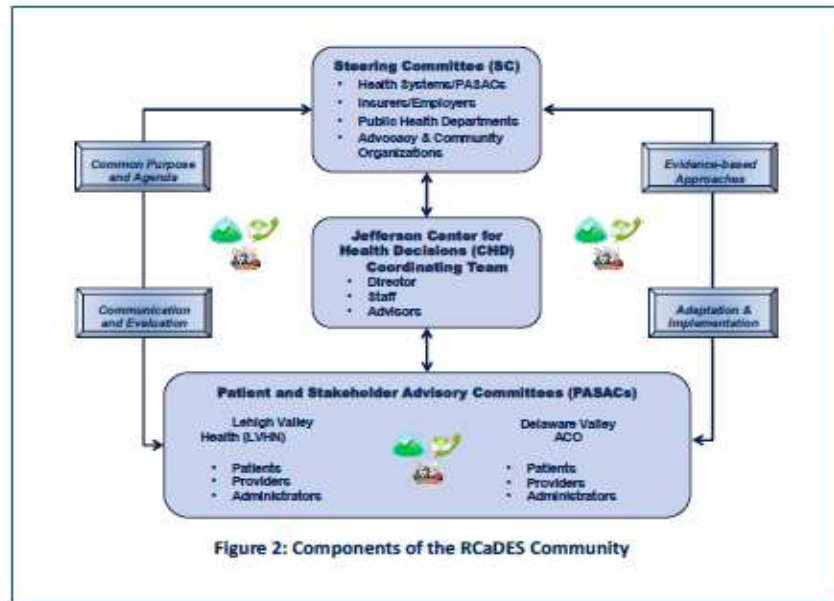 Steering Committee (SC)
• Health Systems/PASACs
• Insurers/Employers
• Public Health Departments
• Advocacy & Community
Organizations
Common Purpose
and Agenda
Evidence-based
Approaches
Jefferson Center for
Health Decisions (CHD)
Coordinating Team
• Director
• Staff
• Advisors
Communication
and Evaluation
Adaptation &
Implementation
Patient and Stakeholder Advisory Committees (PASACs)
Lehigh Valley
Health (LVHN)
• Patients
• Providers
• Administrators
Delaware Valley
ACO
• Patients
• Providers
• Administrators
Figure 2: Components of the RCaDES Community